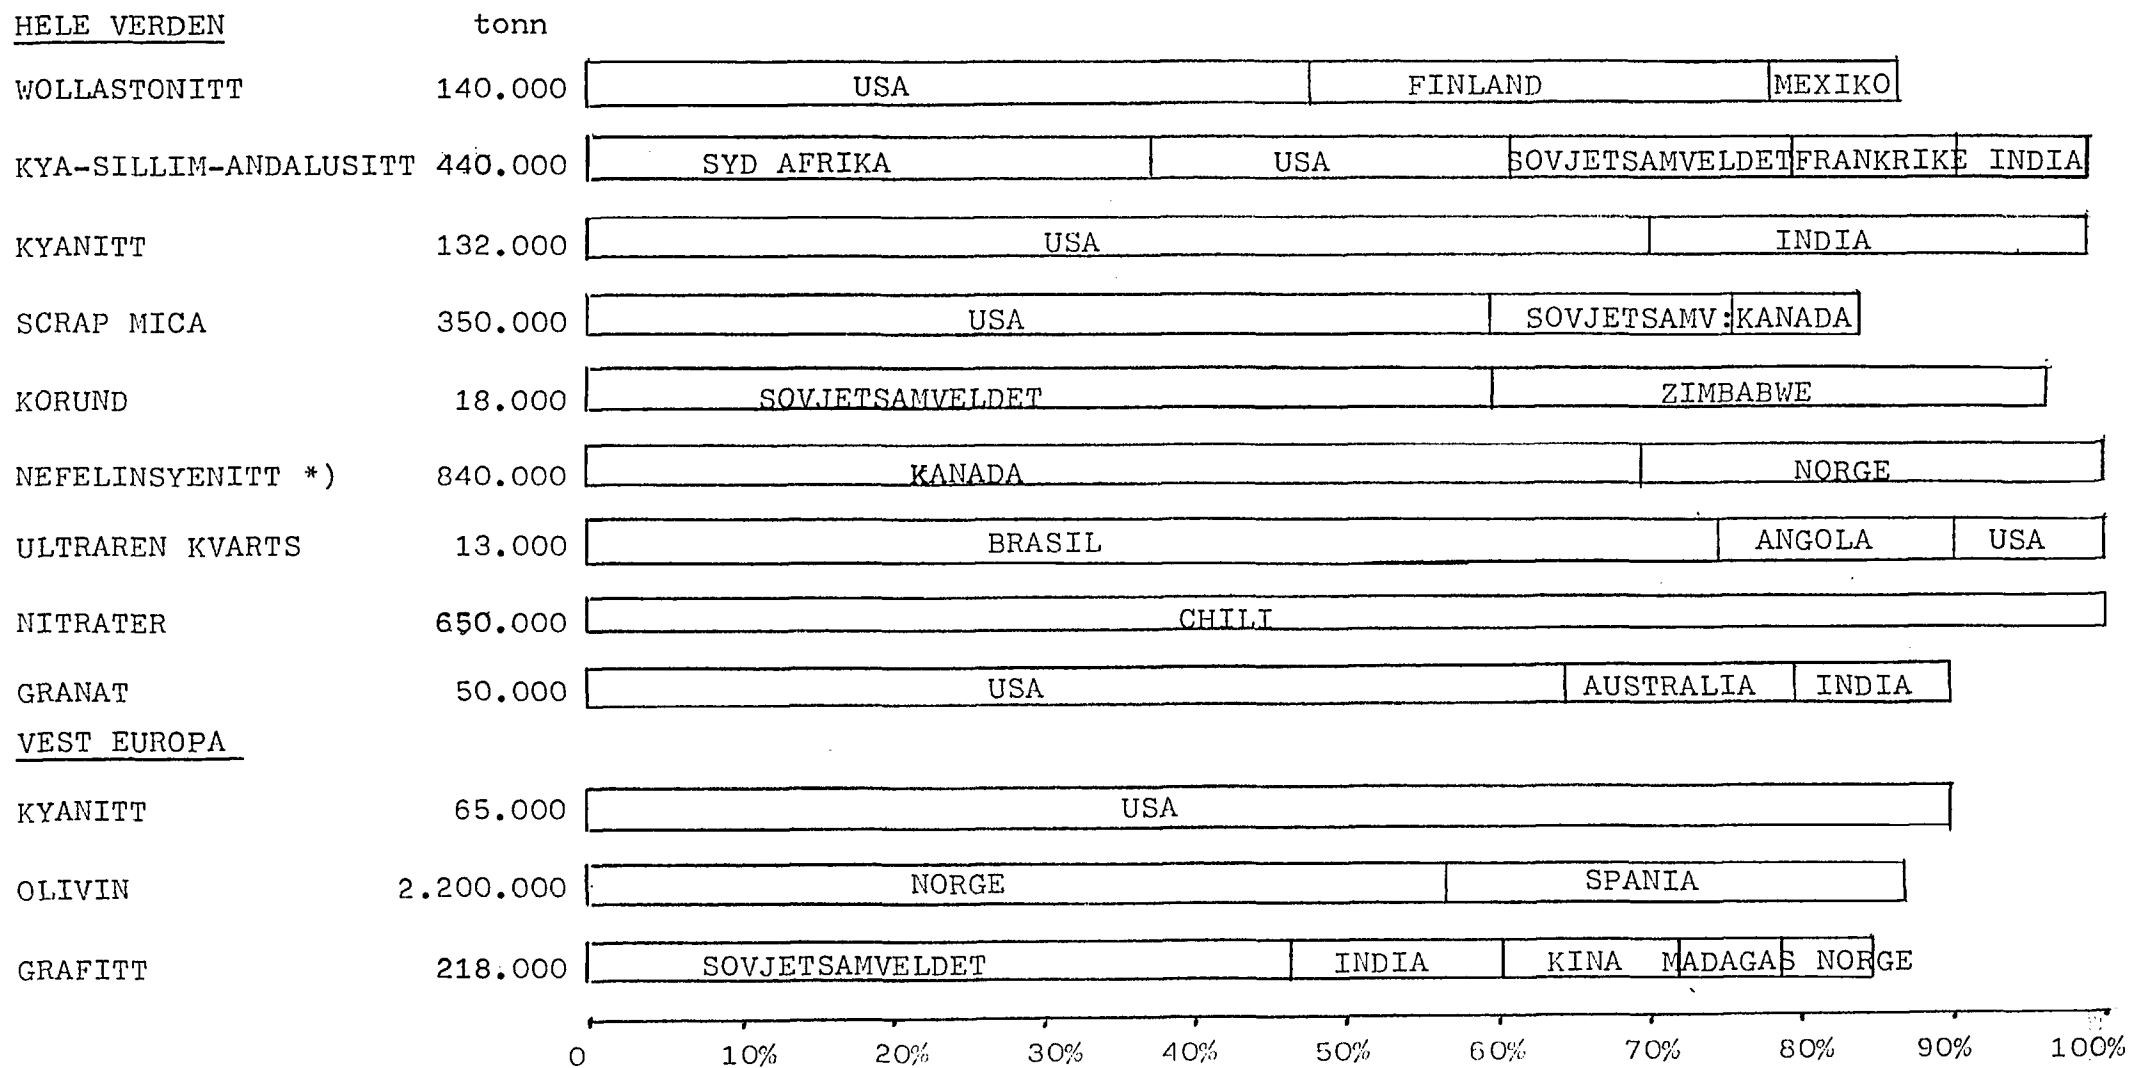 HELE VERDEN tonn
WOLLASTONITT 140.000 USA FINLAND MEXIKO
KYA-SILLIM-ANDALUSITT 440.000 SYD AFRIKA USA SOVJETSAMVELDET FRANKRIKE INDIA
KYANITT 132.000 USA INDIA
SCRAP MICA 350.000 USA SOVJETSAMV: KANADA
KORUND 18.000 SOVJETSAMVELDET ZIMBABWE
NEFELINSYENITT *) 840.000 KANADA NORGE
ULTRAREN KVARTS 13.000 BRASIL ANGOLA USA
NITRATER 650.000 CHILI
GRANAT 50.000 USA AUSTRALIA INDIA
VEST EUROPA
KYANITT 65.000 USA
OLIVIN 2.200.000 NORGE SPANIA
GRAFITT 218.000 SOVJETSAMVELDET INDIA KINA MADAGAS NORGE
0 10% 20% 30% 40% 50% 60% 70% 80% 90% 100%